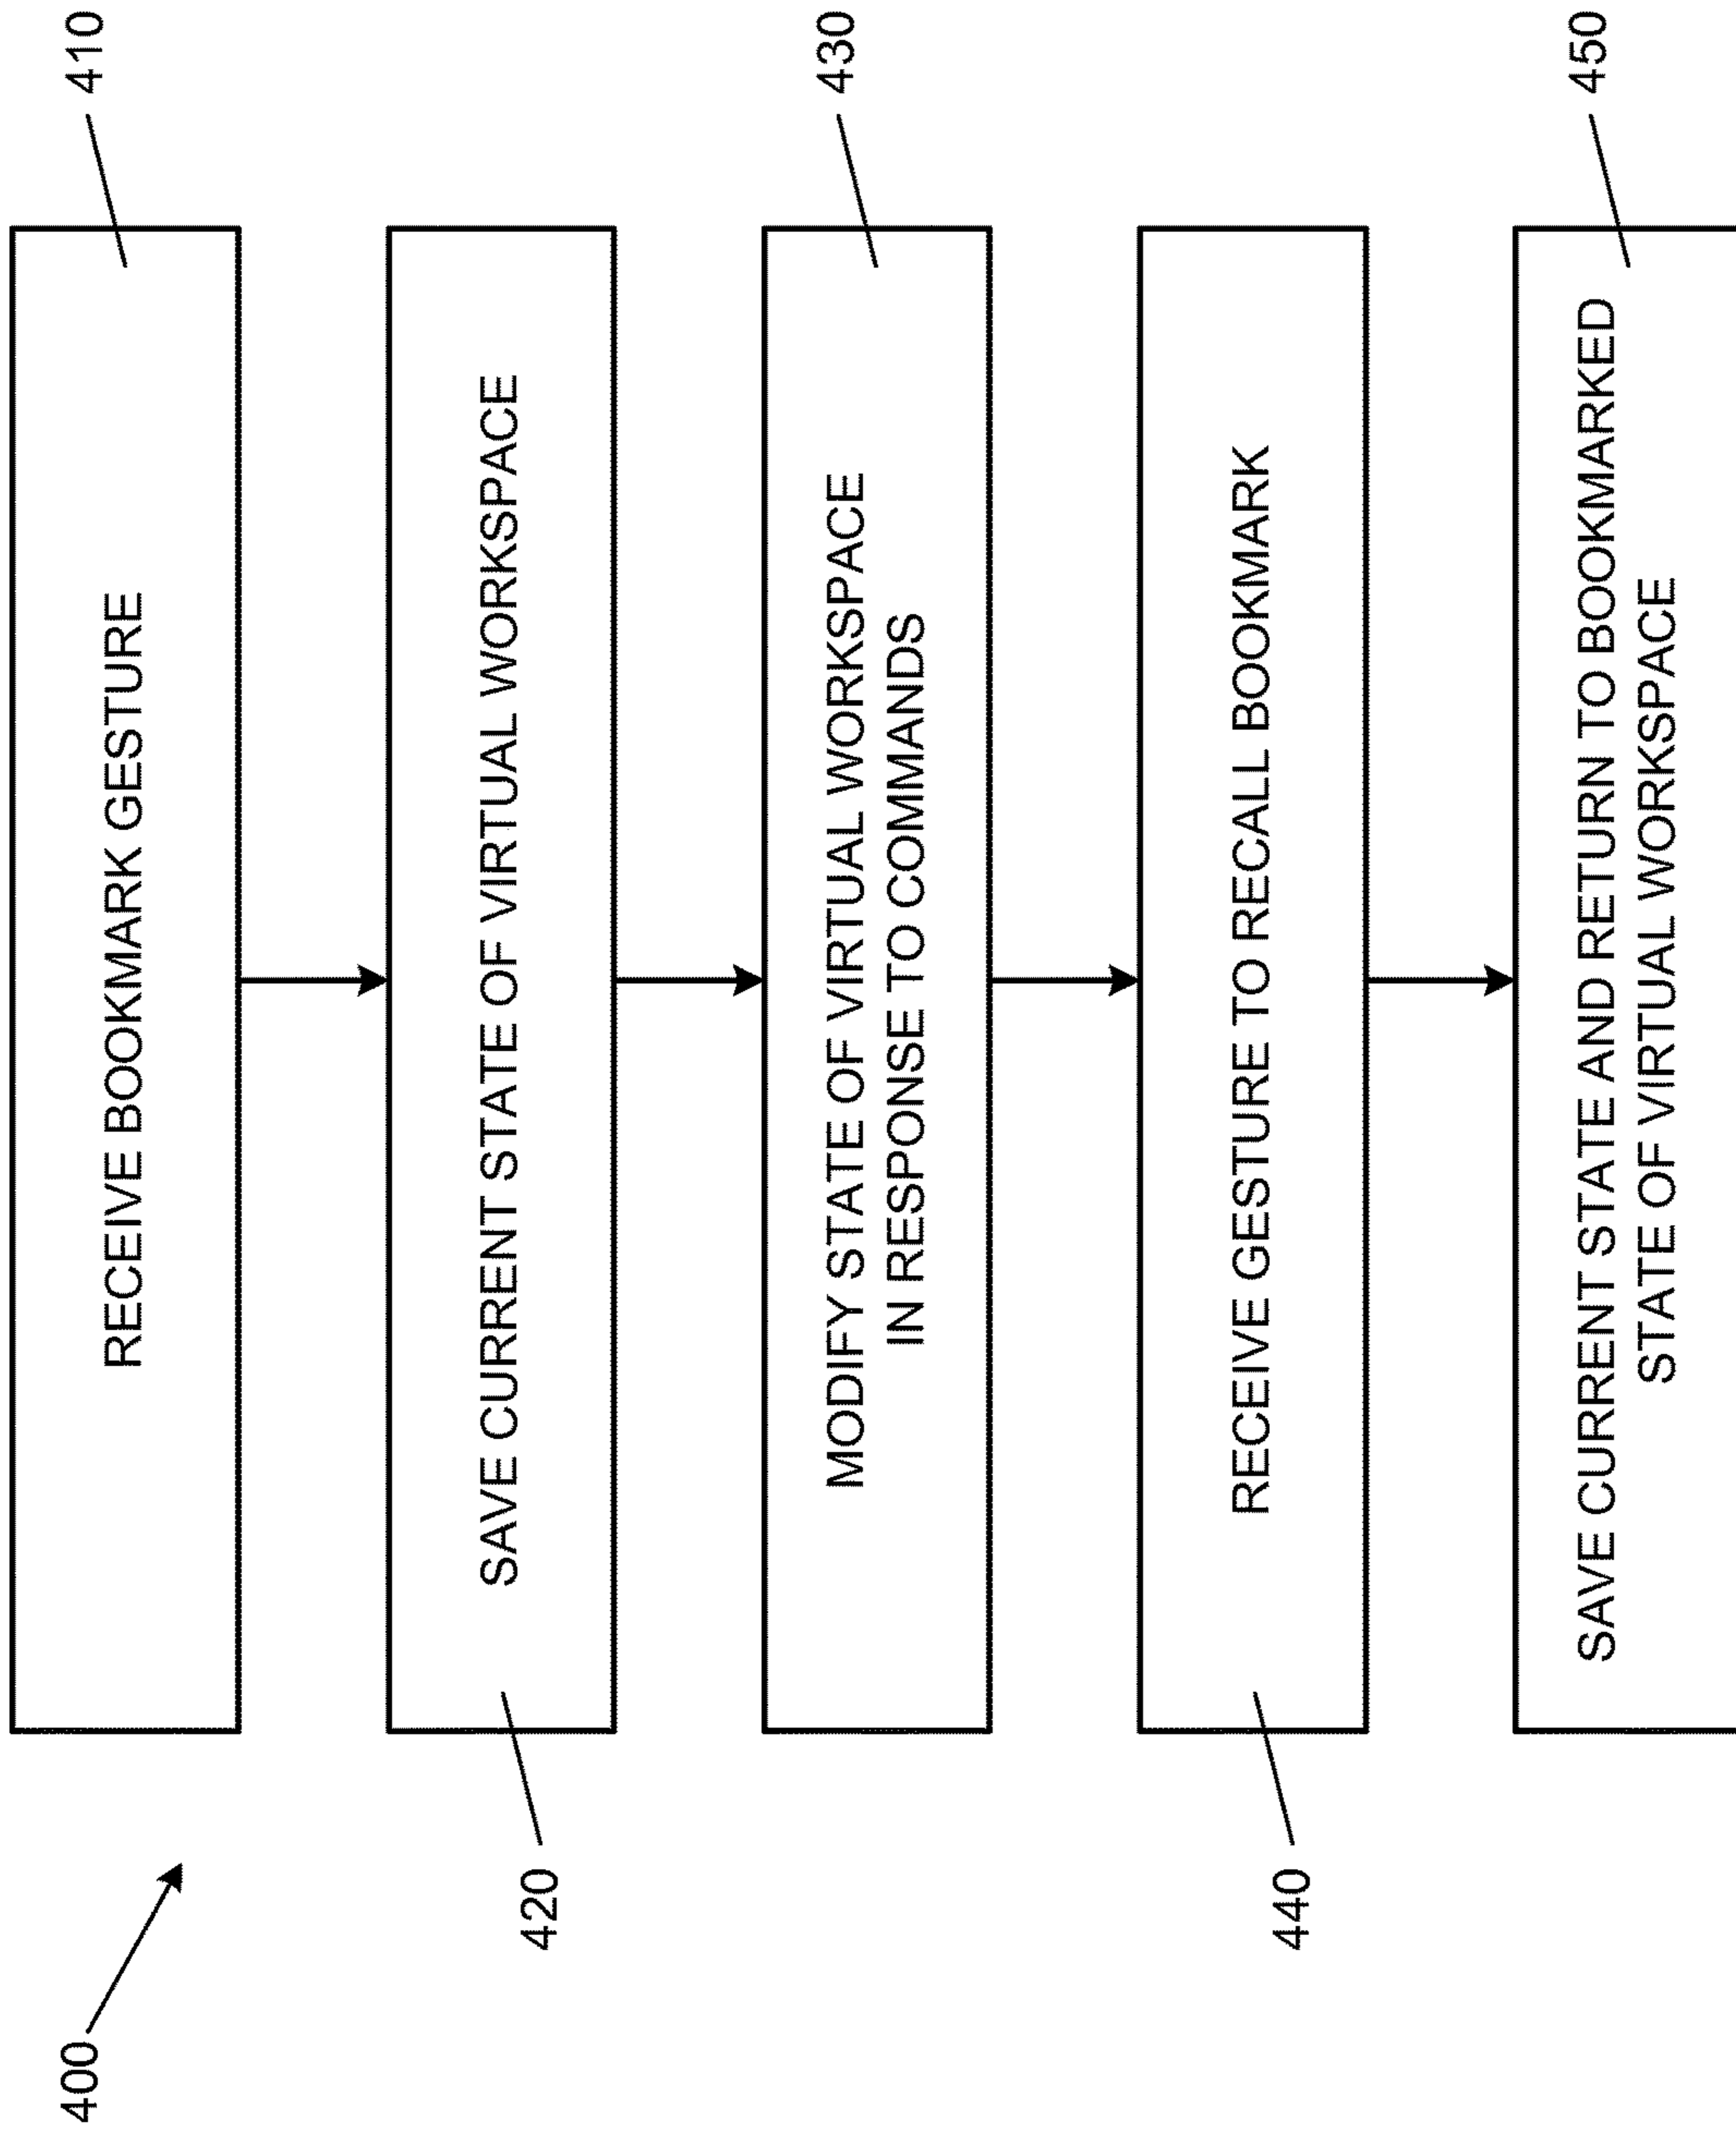 400
RECEIVE BOOKMARK GESTURE
410
SAVE CURRENT STATE OF VIRTUAL WORKSPACE
420
MODIFY STATE OF VIRTUAL WORKSPACE
IN RESPONSE TO COMMANDS
430
RECEIVE GESTURE TO RECALL BOOKMARK
440
SAVE CURRENT STATE AND RETURN TO BOOKMARKED
STATE OF VIRTUAL WORKSPACE
450